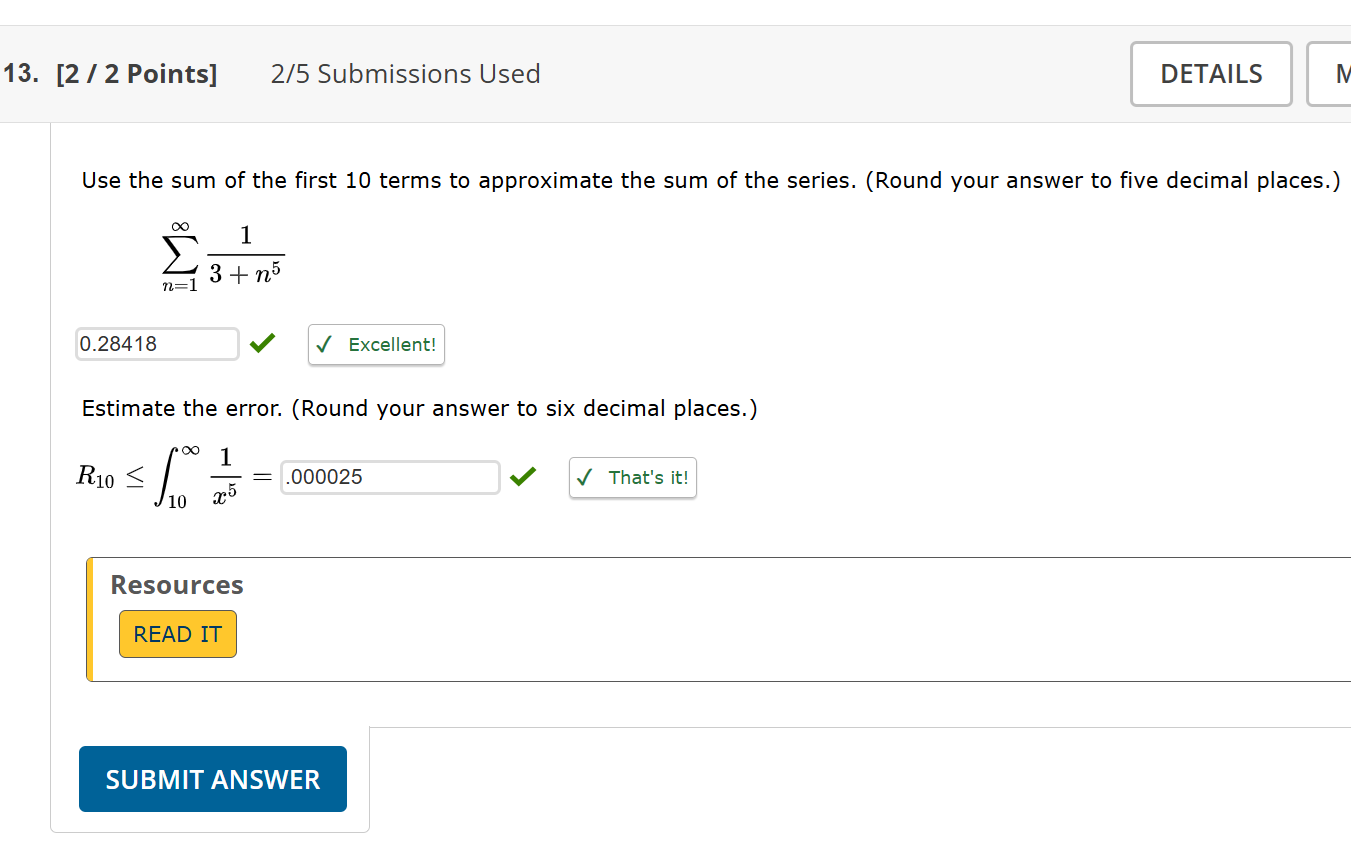 13. [2 / 2 Points] 2/5 Submissions Used DETAILS M
Use the sum of the first 10 terms to approximate the sum of the series. (Round your answer to five decimal places.)
∞
∑ 1/(3 + n⁵)
n=1
0.28418 ✓ Excellent!
Estimate the error. (Round your answer to six decimal places.)
R₁₀ ≤ ∫₁₀^∞ 1/x⁵ = .000025 ✓ That's it!
Resources
READ IT
SUBMIT ANSWER